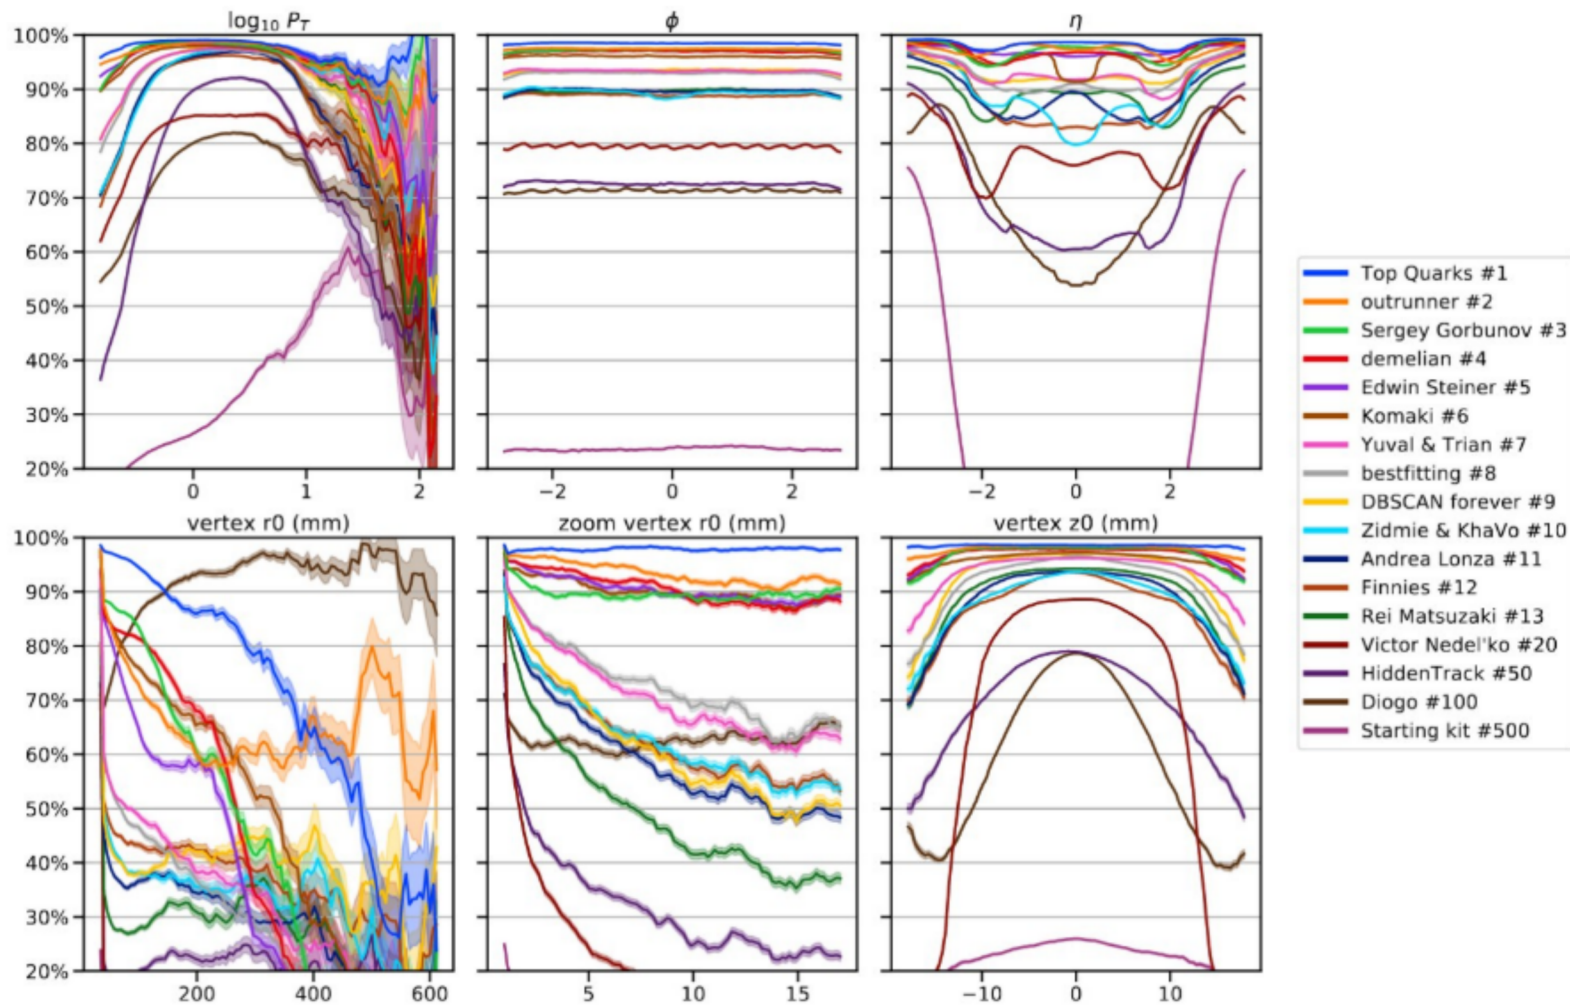 log₁₀ P_T
ϕ
η
100%
90%
80%
70%
60%
50%
40%
30%
20%
0 1 2
−2 0 2
−2 0 2
vertex r0 (mm)
zoom vertex r0 (mm)
vertex z0 (mm)
100%
90%
80%
70%
60%
50%
40%
30%
20%
200 400 600
5 10 15
−10 0 10
Top Quarks #1
outrunner #2
Sergey Gorbunov #3
demelian #4
Edwin Steiner #5
Komaki #6
Yuval & Trian #7
bestfitting #8
DBSCAN forever #9
Zidmie & KhaVo #10
Andrea Lonza #11
Finnies #12
Rei Matsuzaki #13
Victor Nedel'ko #20
HiddenTrack #50
Diogo #100
Starting kit #500